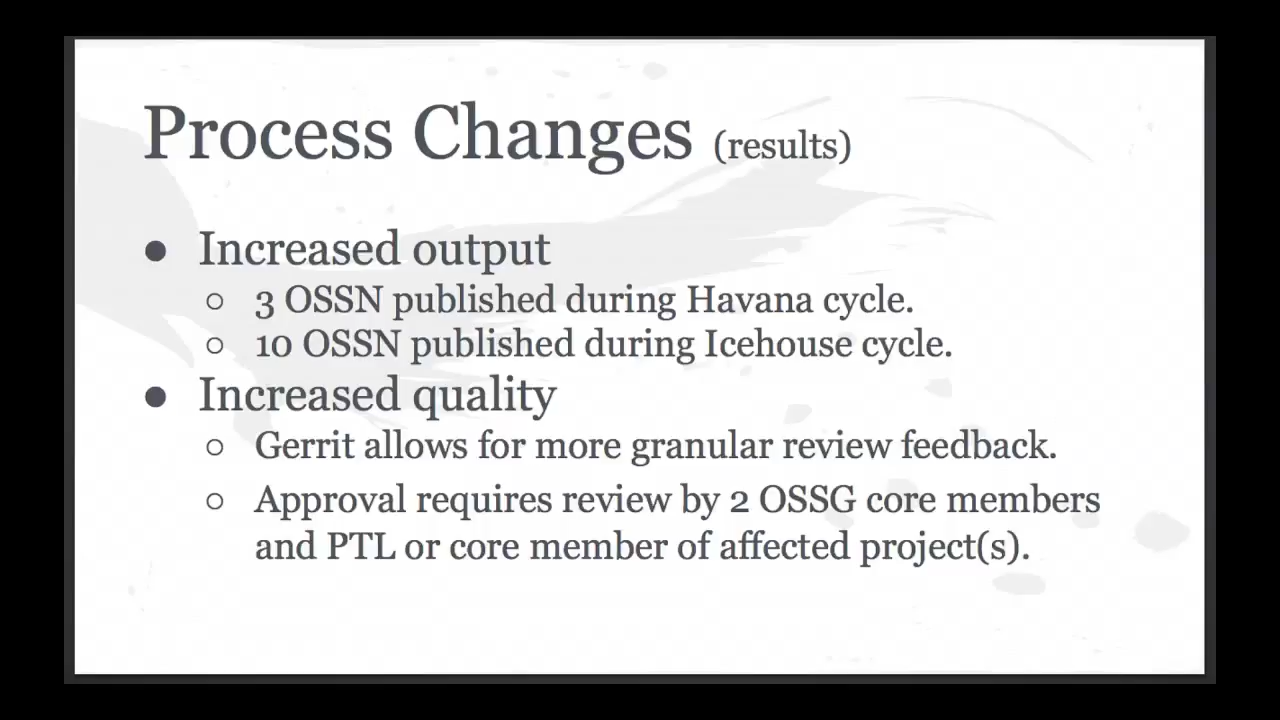 Process Changes (results)
● Increased output
○ 3 OSSN published during Havana cycle.
○ 10 OSSN published during Icehouse cycle.
● Increased quality
○ Gerrit allows for more granular review feedback.
○ Approval requires review by 2 OSSG core members
and PTL or core member of affected project(s).